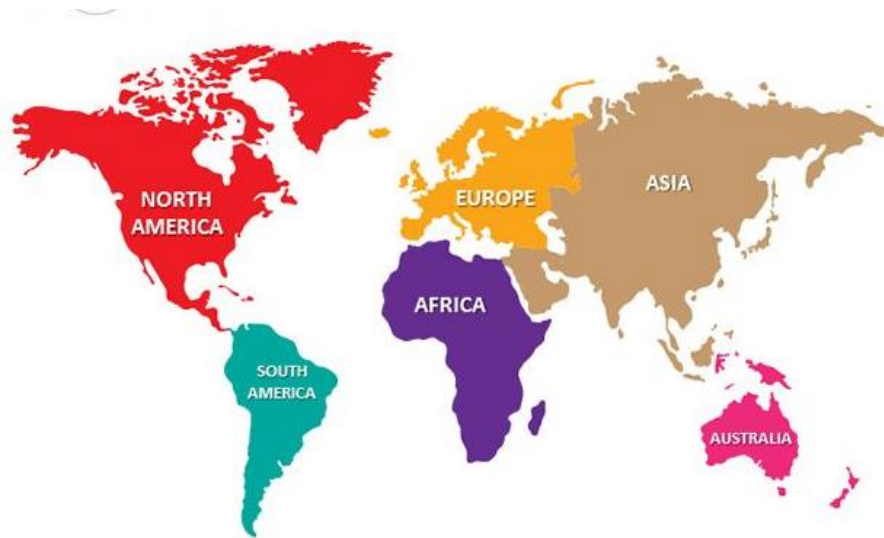 NORTH
AMERICA
EUROPE
ASIA
AFRICA
SOUTH
AMERICA
AUSTRALIA